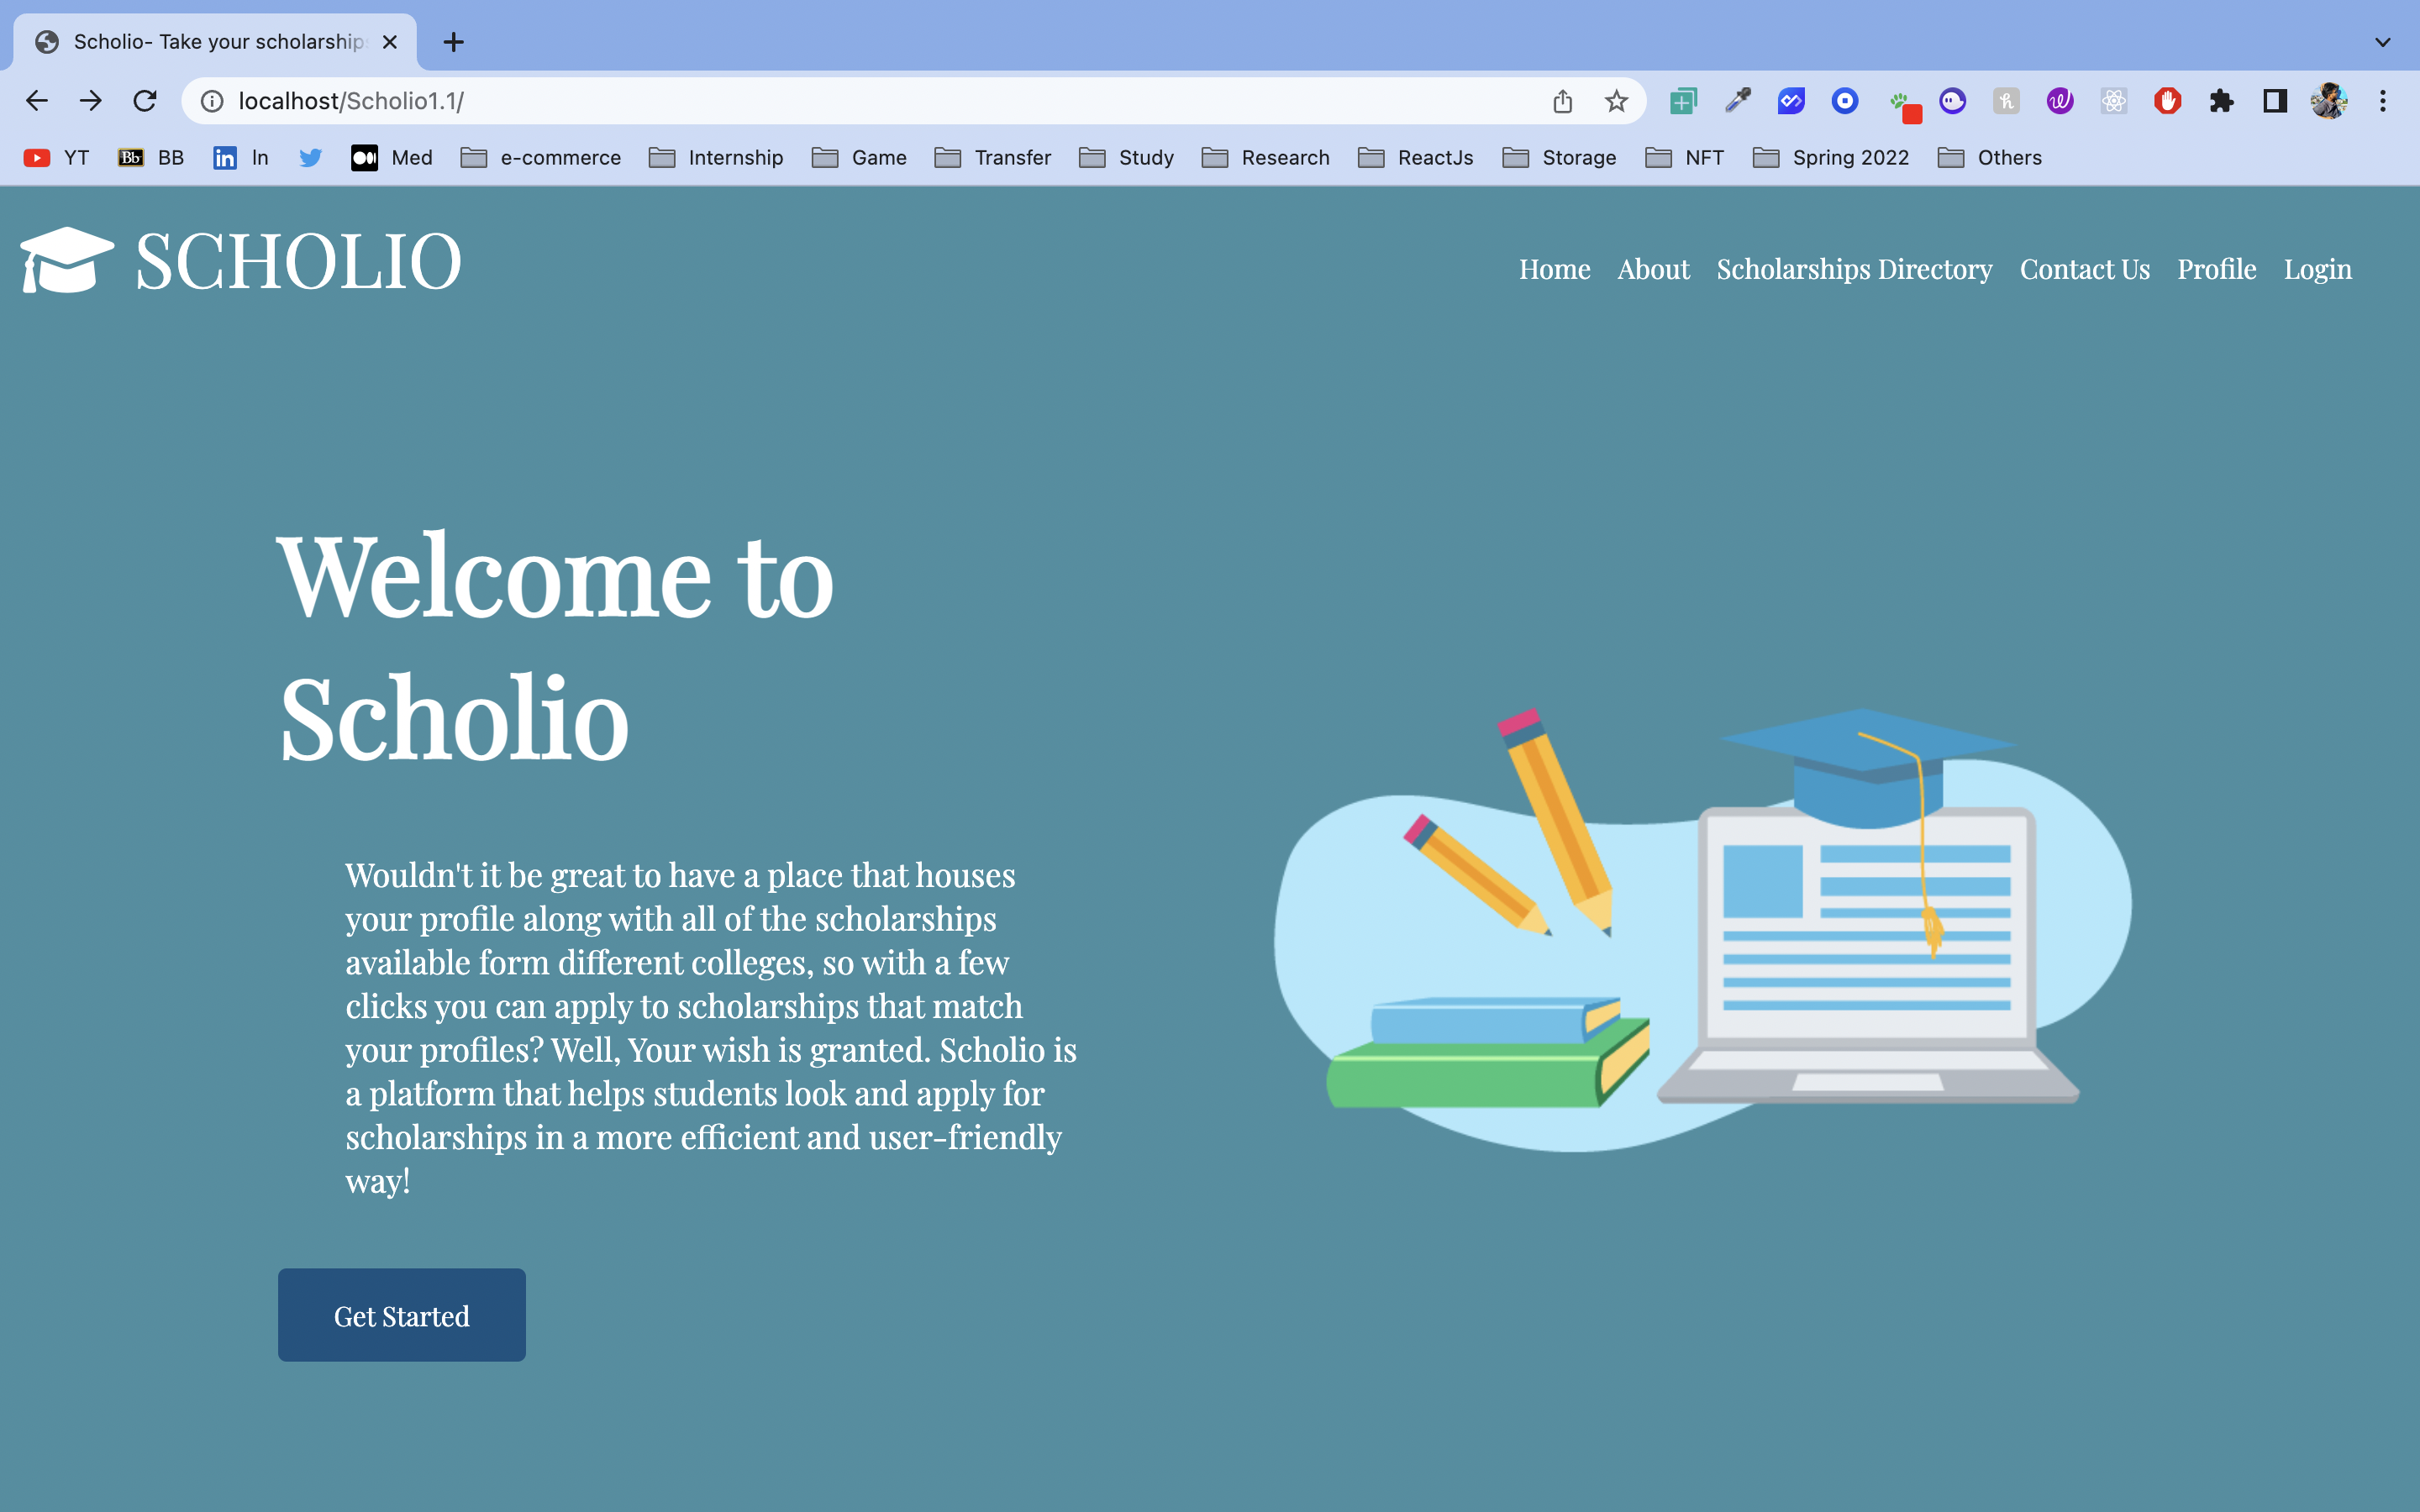 Scholio- Take your scholarship
localhost/Scholio1.1/
YT BB In Med e-commerce Internship Game Transfer Study Research ReactJs Storage NFT Spring 2022 Others
SCHOLIO
Home About Scholarships Directory Contact Us Profile Login
Welcome to
Scholio
Wouldn't it be great to have a place that houses
your profile along with all of the scholarships
available form different colleges, so with a few
clicks you can apply to scholarships that match
your profiles? Well, Your wish is granted. Scholio is
a platform that helps students look and apply for
scholarships in a more efficient and user-friendly
way!
Get Started